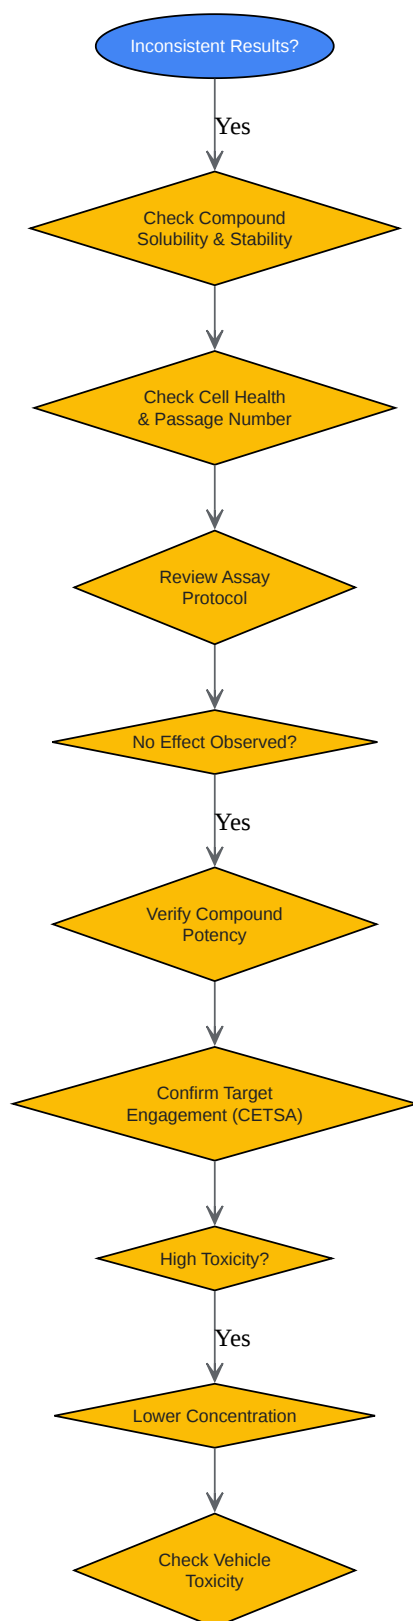 Inconsistent Results?
Yes
Check Compound
Solubility & Stability
Check Cell Health
& Passage Number
Review Assay
Protocol
No Effect Observed?
Yes
Verify Compound
Potency
Confirm Target
Engagement (CETSA)
High Toxicity?
Yes
Lower Concentration
Check Vehicle
Toxicity